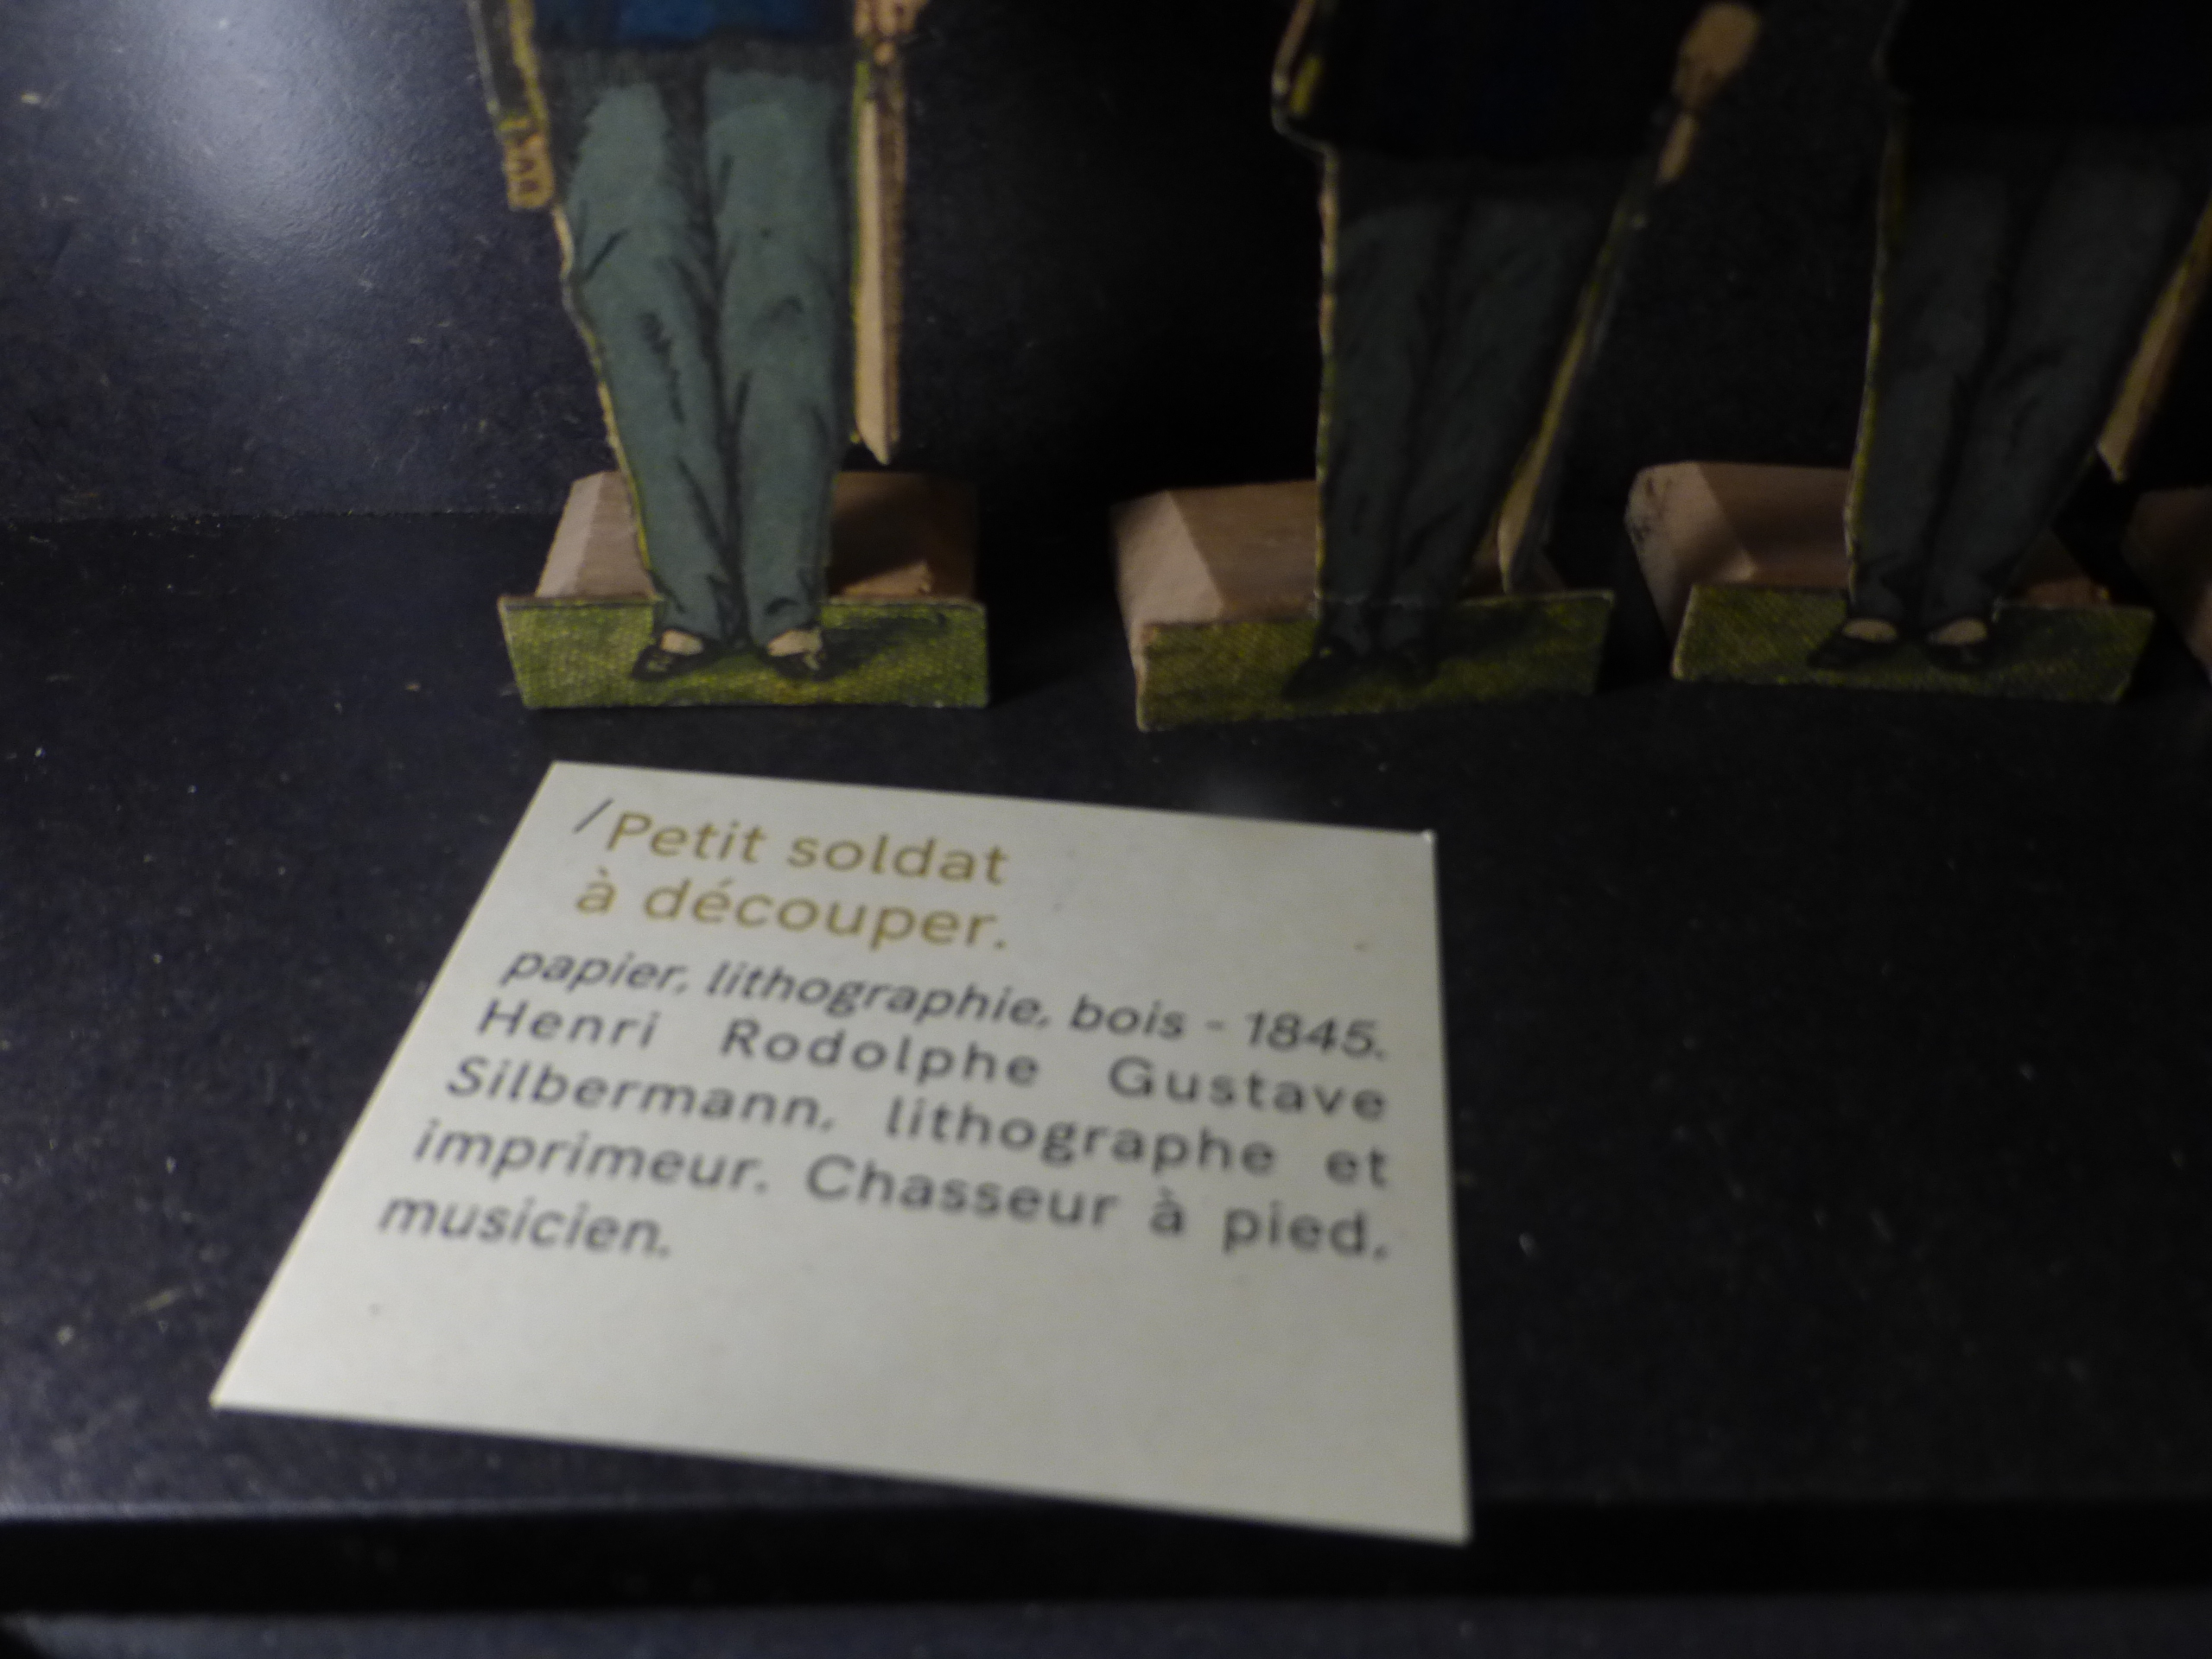 /Petit soldat
à découper.
papier, lithographie, bois - 1845.
Henri Rodolphe Gustave
Silbermann, lithographe et
imprimeur. Chasseur à pied,
musicien.